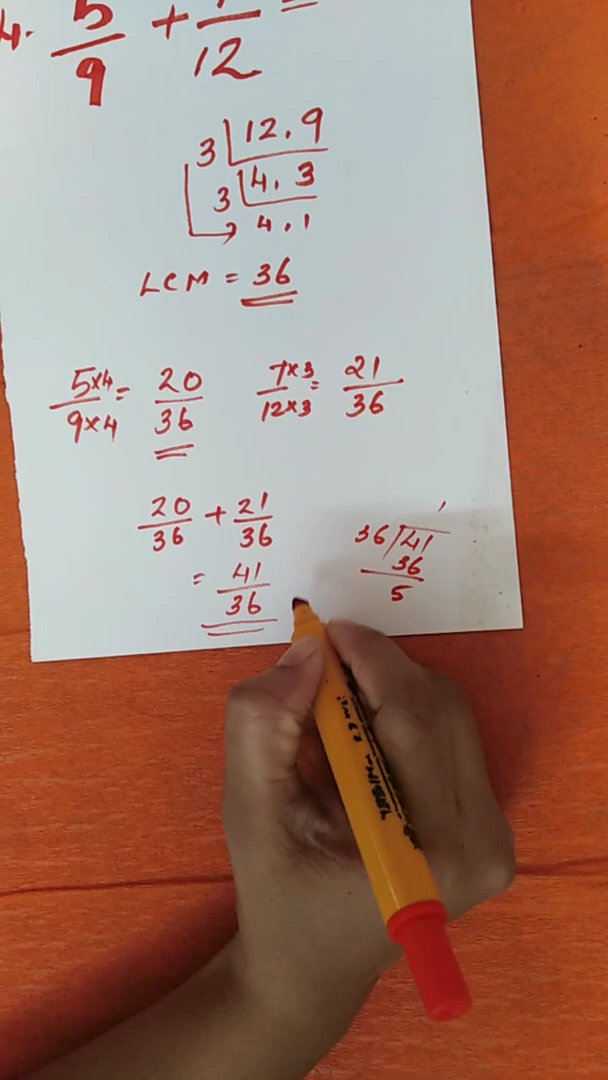 4. 5/9 + 7/12 =
3 | 12, 9
3 | 4, 3
4, 1
LCM = 36
5×4/9×4 = 20/36 7×3/12×3 = 21/36
20/36 + 21/36
= 41/36
1
36 ) 41
36
5